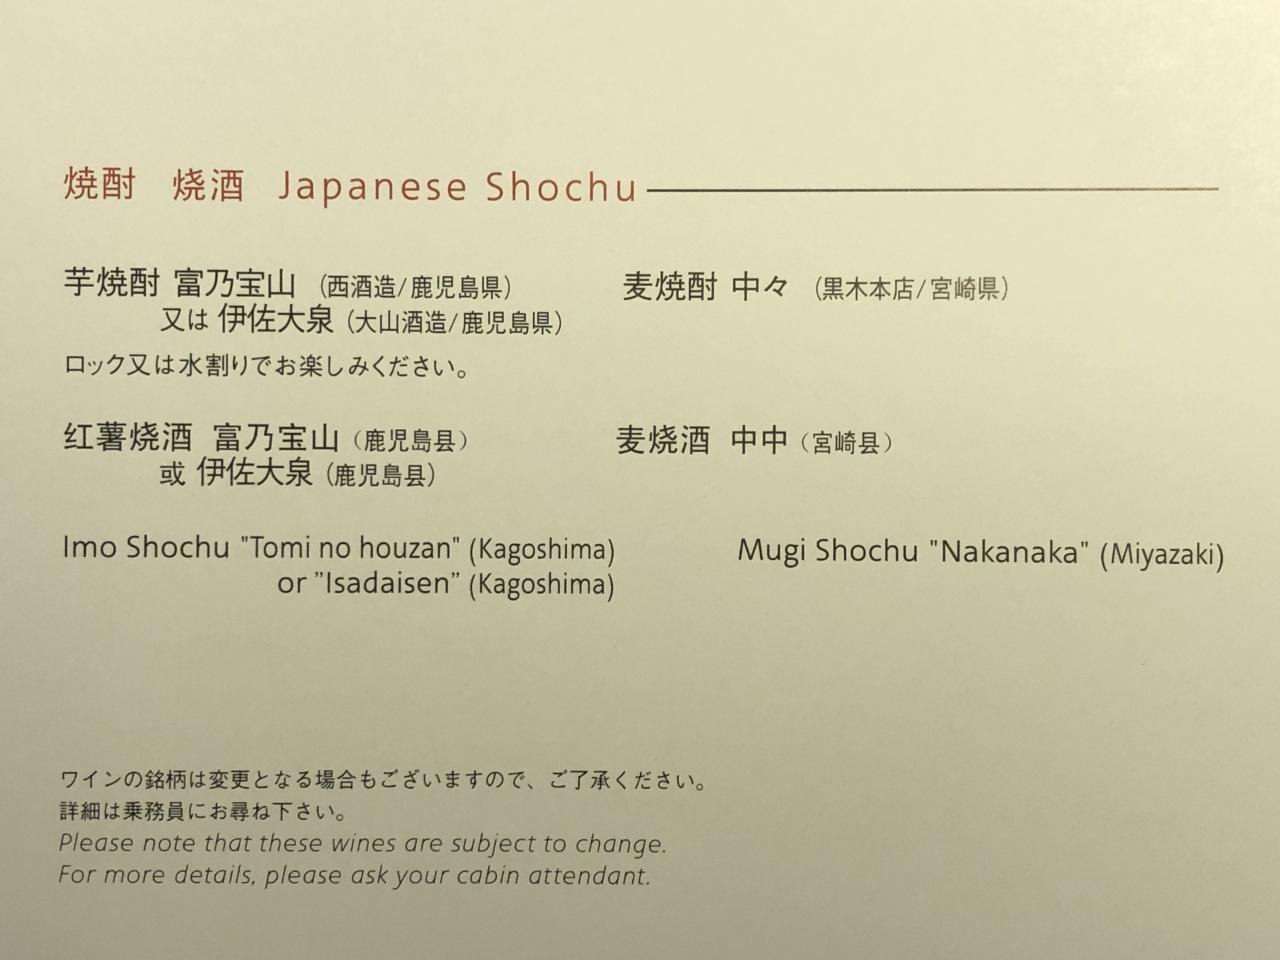 焼酎 烧酒 Japanese Shochu
芋焼酎 富乃宝山 (西酒造/鹿児島県)
又は 伊佐大泉 (大山酒造/鹿児島県)
ロック又は水割りでお楽しみください。
麦焼酎 中々 (黒木本店/宮崎県)
红薯烧酒 富乃宝山（鹿児島县）
或 伊佐大泉（鹿児島县）
麦烧酒 中中（宮崎县）
Imo Shochu "Tomi no houzan" (Kagoshima)
or ”Isadaisen” (Kagoshima)
Mugi Shochu "Nakanaka" (Miyazaki)
ワインの銘柄は変更となる場合もございますので、ご了承ください。
詳細は乗務員にお尋ね下さい。
Please note that these wines are subject to change.
For more details, please ask your cabin attendant.